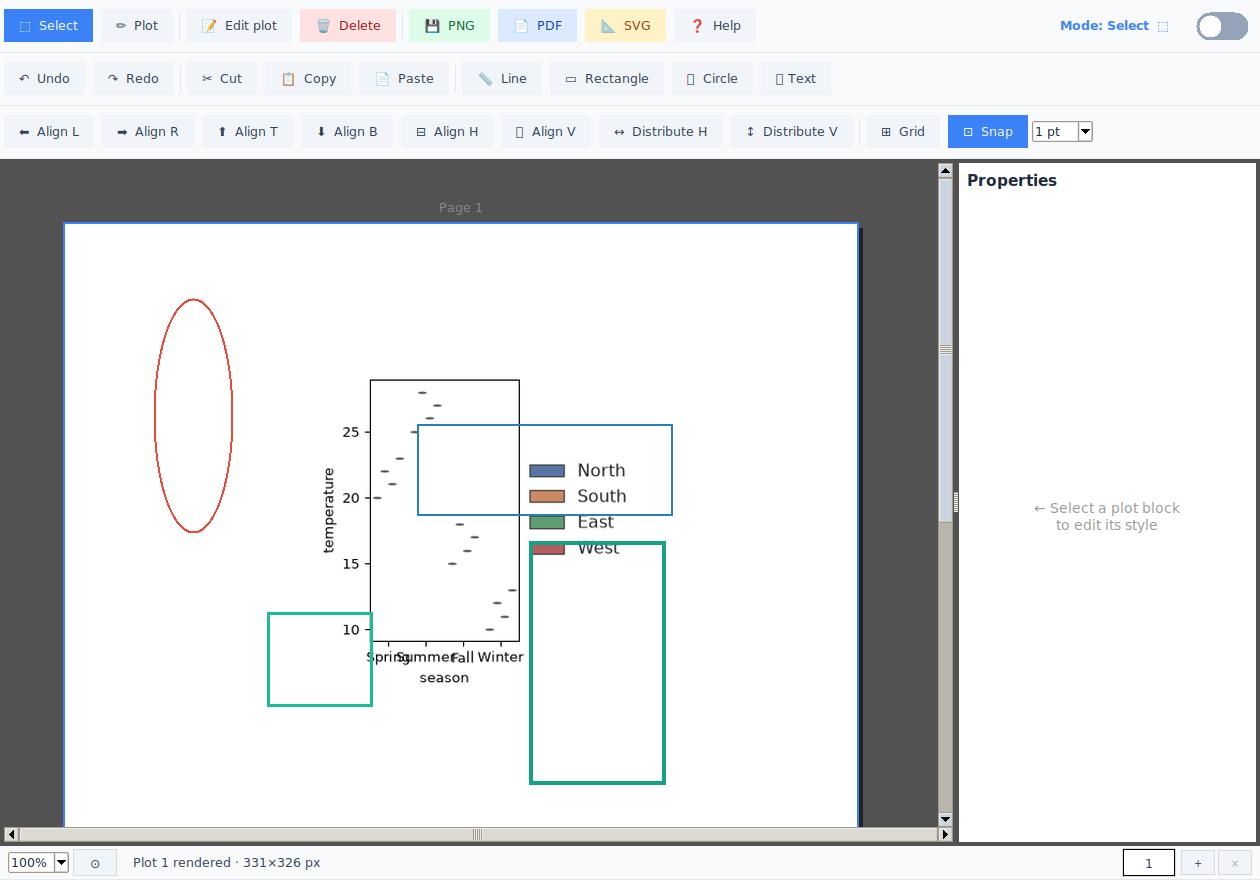 Select Plot Edit plot Delete PNG PDF SVG Help Mode: Select
Undo Redo Cut Copy Paste Line Rectangle Circle Text
Align L Align R Align T Align B Align H Align V Distribute H Distribute V Grid Snap 1 pt
Page 1
Properties
← Select a plot block
to edit its style
25
20
15
10
temperature
North
South
East
West
Spring Summer Fall Winter
season
100% Plot 1 rendered · 331×326 px 1 + ×